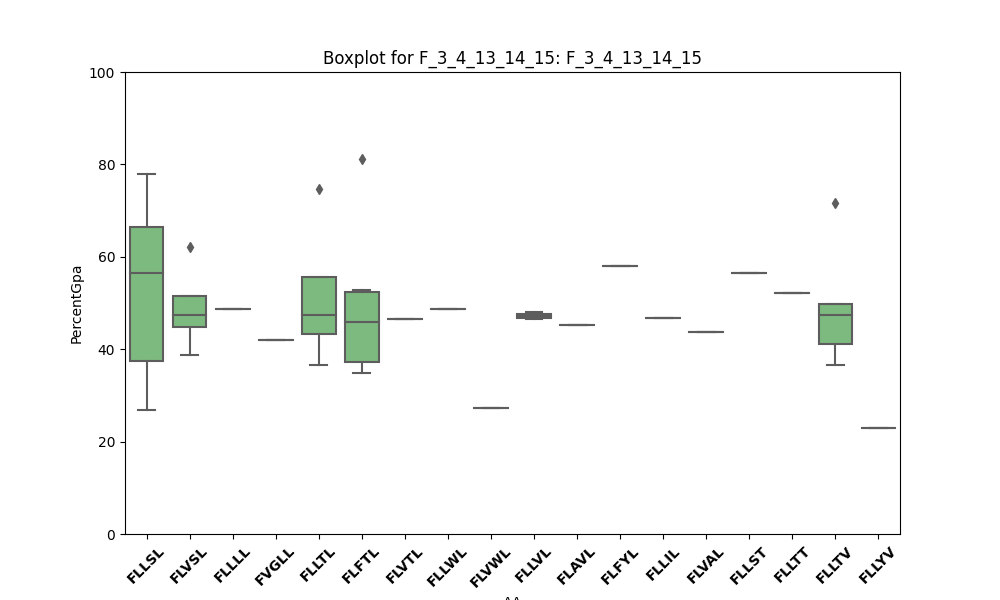 Boxplot for F_3_4_13_14_15: F_3_4_13_14_15
100
80
60
40
20
0
PercentGpa
FLLSL
FLVSL
FLLLL
FVGLL
FLLTL
FLFTL
FLVTL
FLLWL
FLVWL
FLLVL
FLAVL
FLFYL
FLLIL
FLVAL
FLLST
FLLTT
FLLTV
FLLYV